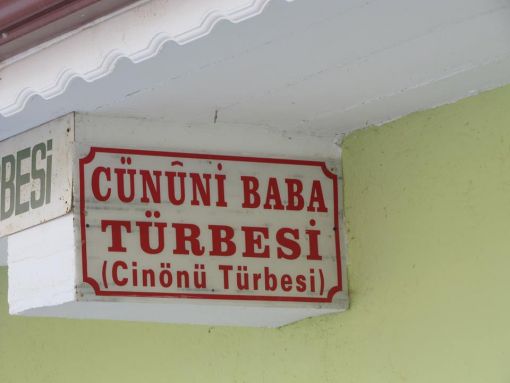 BESİ
CÜNÛNİ BABA
TÜRBESİ
(Cinönü Türbesi)